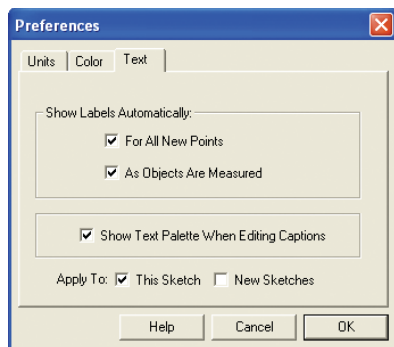 Preferences
Units Color Text
Show Labels Automatically:
For All New Points
As Objects Are Measured
Show Text Palette When Editing Captions
Apply To: This Sketch New Sketches
Help Cancel OK